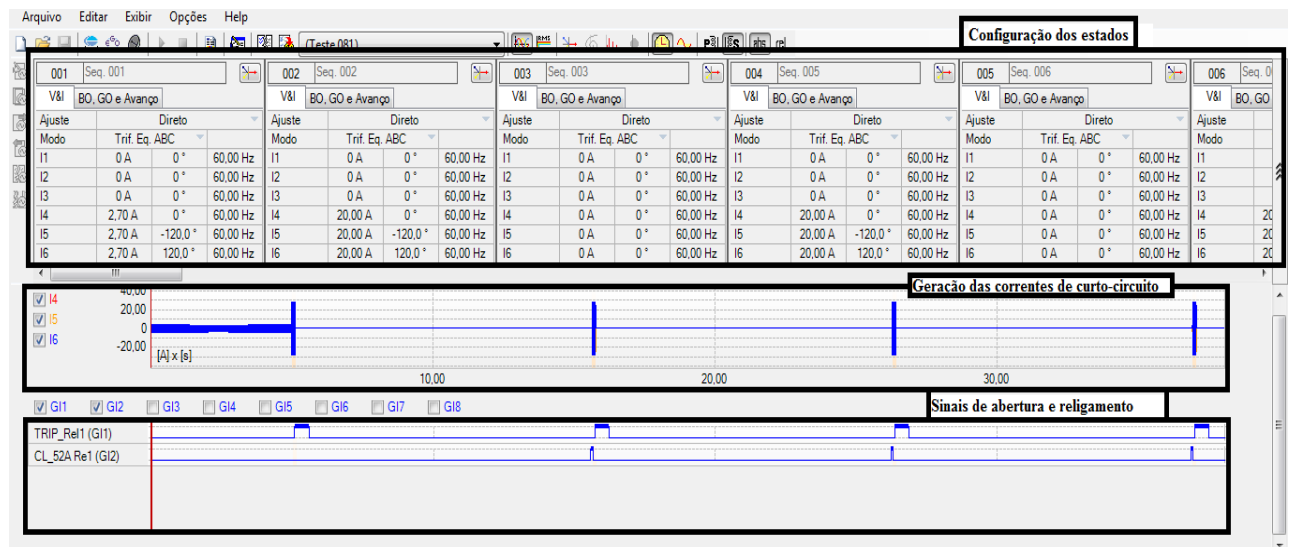 Arquivo Editar Exibir Opções Help
(Teste 081)
RMS
abs rel
Configuração dos estados
001 Seq. 001 002 Seq. 002 003 Seq. 003 004 Seq. 005 005 Seq. 006 006 Seq. 0
V&I BO, GO e Avanço V&I BO, GO e Avanço V&I BO, GO e Avanço V&I BO, GO e Avanço V&I BO, GO e Avanço V&I BO, GO
Ajuste Direto Ajuste Direto Ajuste Direto Ajuste Direto Ajuste Direto Ajuste
Modo Trif. Eq. ABC Modo Trif. Eq. ABC Modo Trif. Eq. ABC Modo Trif. Eq. ABC Modo Trif. Eq. ABC Modo
I1 0 A 0 ° 60,00 Hz I1 0 A 0 ° 60,00 Hz I1 0 A 0 ° 60,00 Hz I1 0 A 0 ° 60,00 Hz I1 0 A 0 ° 60,00 Hz I1
I2 0 A 0 ° 60,00 Hz I2 0 A 0 ° 60,00 Hz I2 0 A 0 ° 60,00 Hz I2 0 A 0 ° 60,00 Hz I2 0 A 0 ° 60,00 Hz I2
I3 0 A 0 ° 60,00 Hz I3 0 A 0 ° 60,00 Hz I3 0 A 0 ° 60,00 Hz I3 0 A 0 ° 60,00 Hz I3 0 A 0 ° 60,00 Hz I3
I4 2,70 A 0 ° 60,00 Hz I4 20,00 A 0 ° 60,00 Hz I4 0 A 0 ° 60,00 Hz I4 20,00 A 0 ° 60,00 Hz I4 0 A 0 ° 60,00 Hz I4 20
I5 2,70 A -120,0 ° 60,00 Hz I5 20,00 A -120,0 ° 60,00 Hz I5 0 A 0 ° 60,00 Hz I5 20,00 A -120,0 ° 60,00 Hz I5 0 A 0 ° 60,00 Hz I5 20
I6 2,70 A 120,0 ° 60,00 Hz I6 20,00 A 120,0 ° 60,00 Hz I6 0 A 0 ° 60,00 Hz I6 20,00 A 120,0 ° 60,00 Hz I6 0 A 0 ° 60,00 Hz I6 20
Geração das correntes de curto-circuito
I4 40,00
I5 20,00
I6 0
-20,00
[A] x [s]
10,00 20,00 30,00
GI1 GI2 GI3 GI4 GI5 GI6 GI7 GI8
Sinais de abertura e religamento
TRIP_Rel1 (GI1)
CL_52A Re1 (GI2)